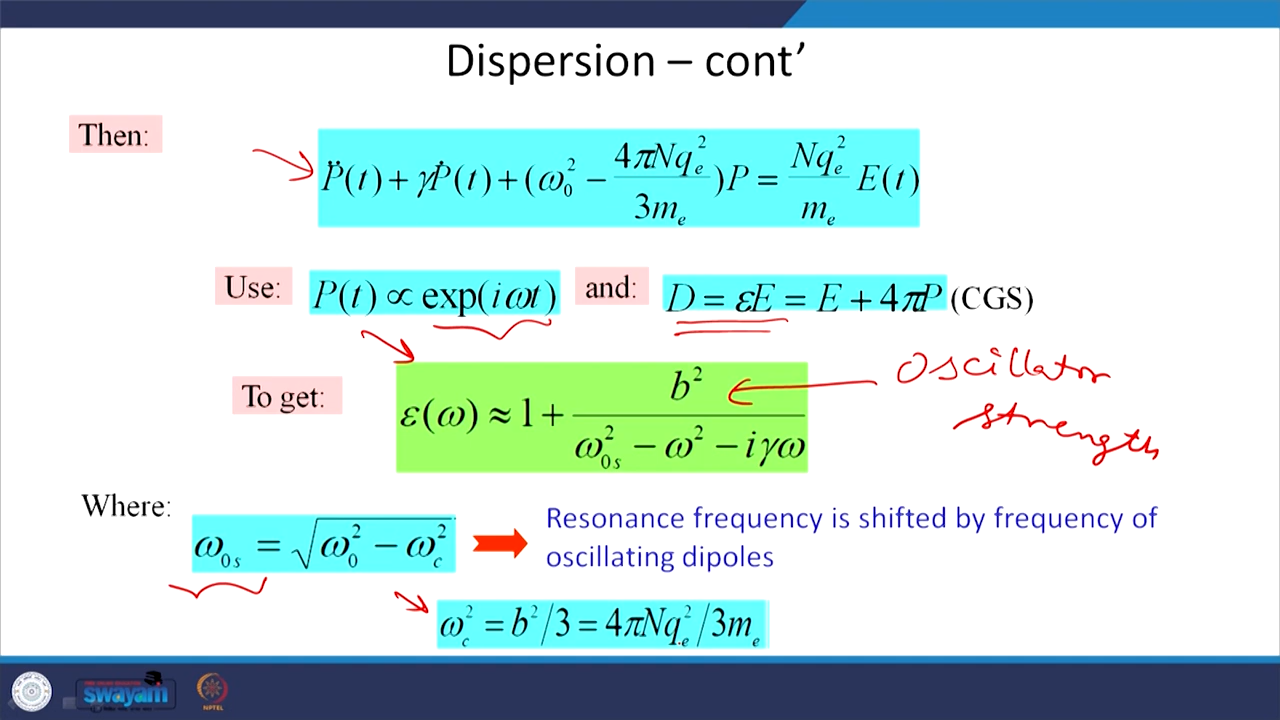 Dispersion – cont’
Then:
P̈(t) + γṖ(t) + (ω₀² − 4πNqₑ²/3mₑ)P = Nqₑ²/mₑ E(t)
Use: P(t) ∝ exp(iωt) and: D = εE = E + 4πP (CGS)
Oscillator
strength
To get: ε(ω) ≈ 1 + b²/(ω₀ₛ² − ω² − iγω)
Where: ω₀ₛ = √(ω₀² − ω_c²)
Resonance frequency is shifted by frequency of
oscillating dipoles
ω_c² = b²/3 = 4πNqₑ²/3mₑ
swayam
NPTEL